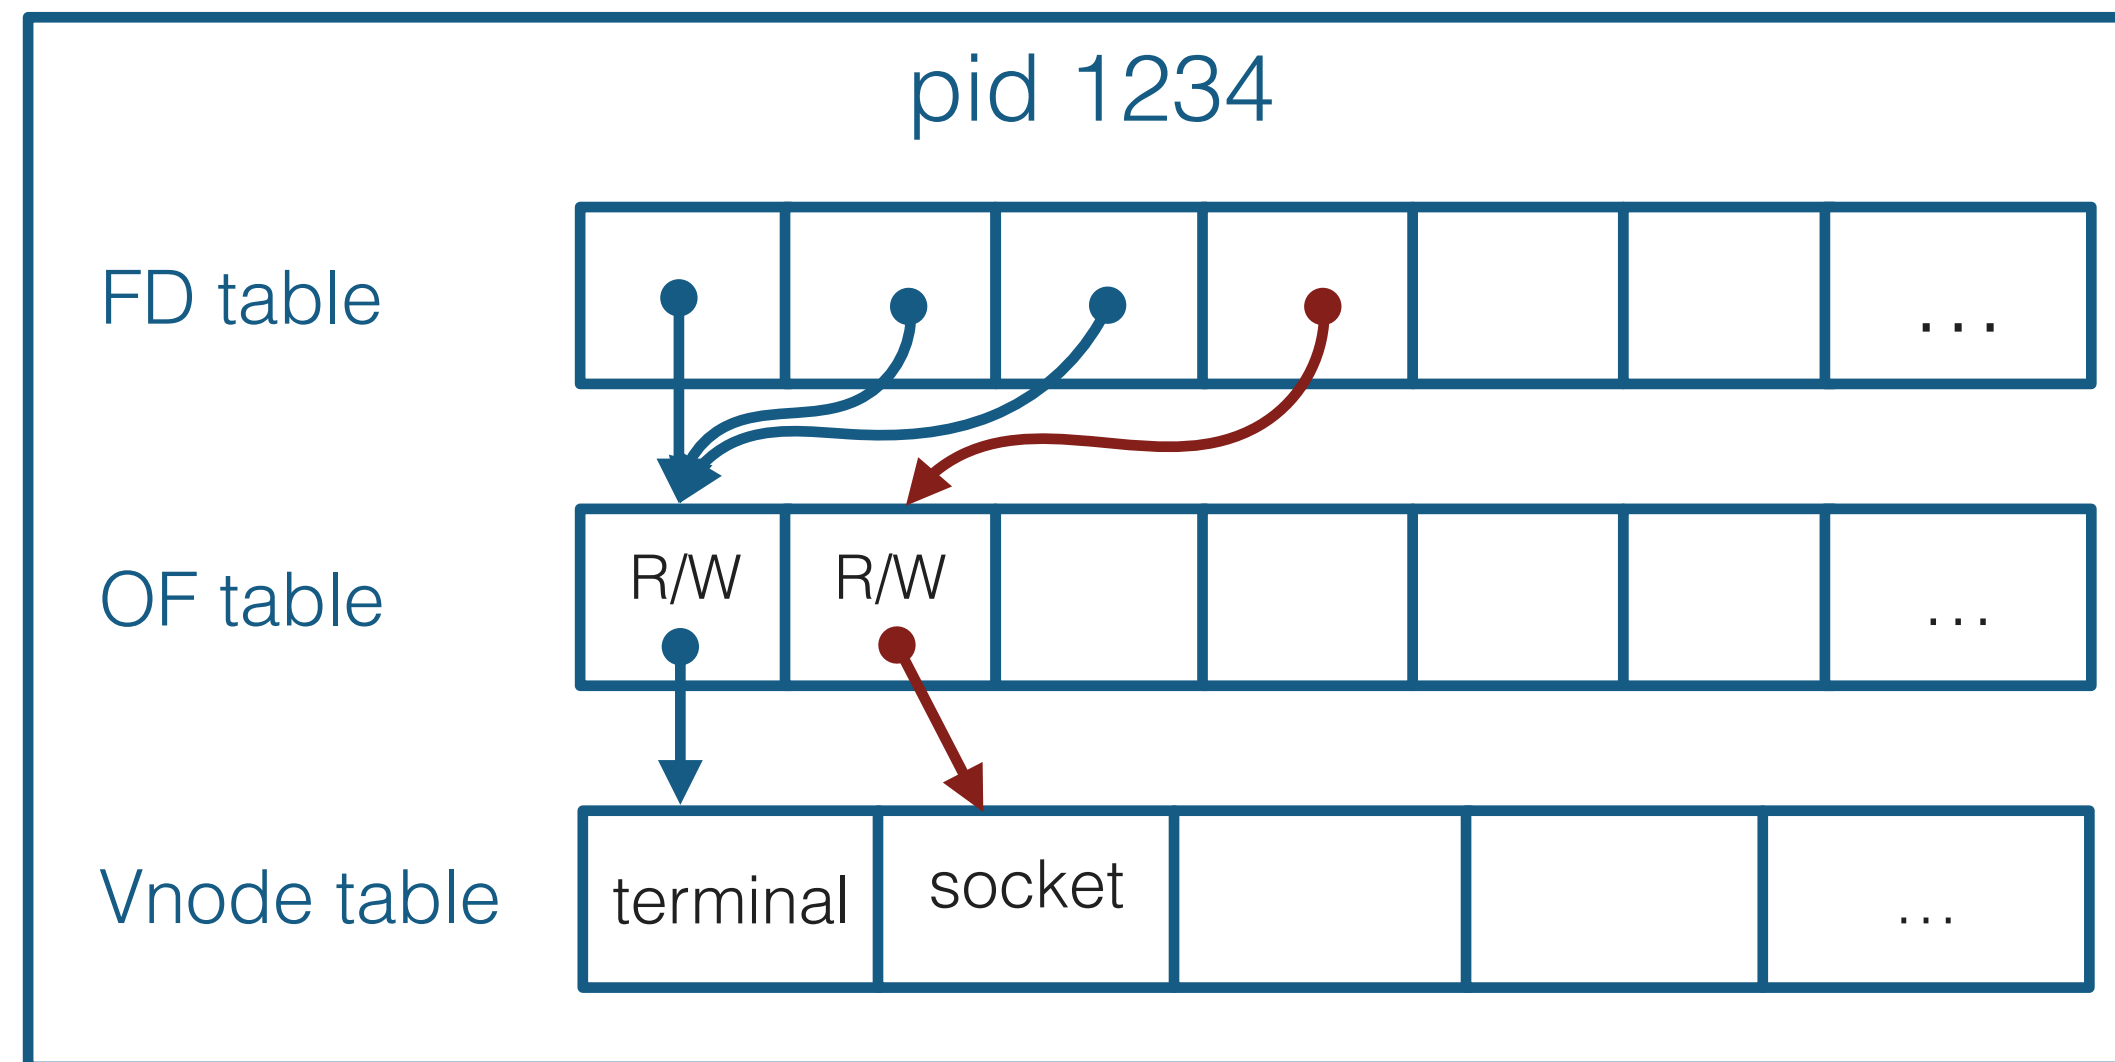 pid 1234
FD table
...
OF table
R/W
R/W
...
Vnode table
terminal
socket
...